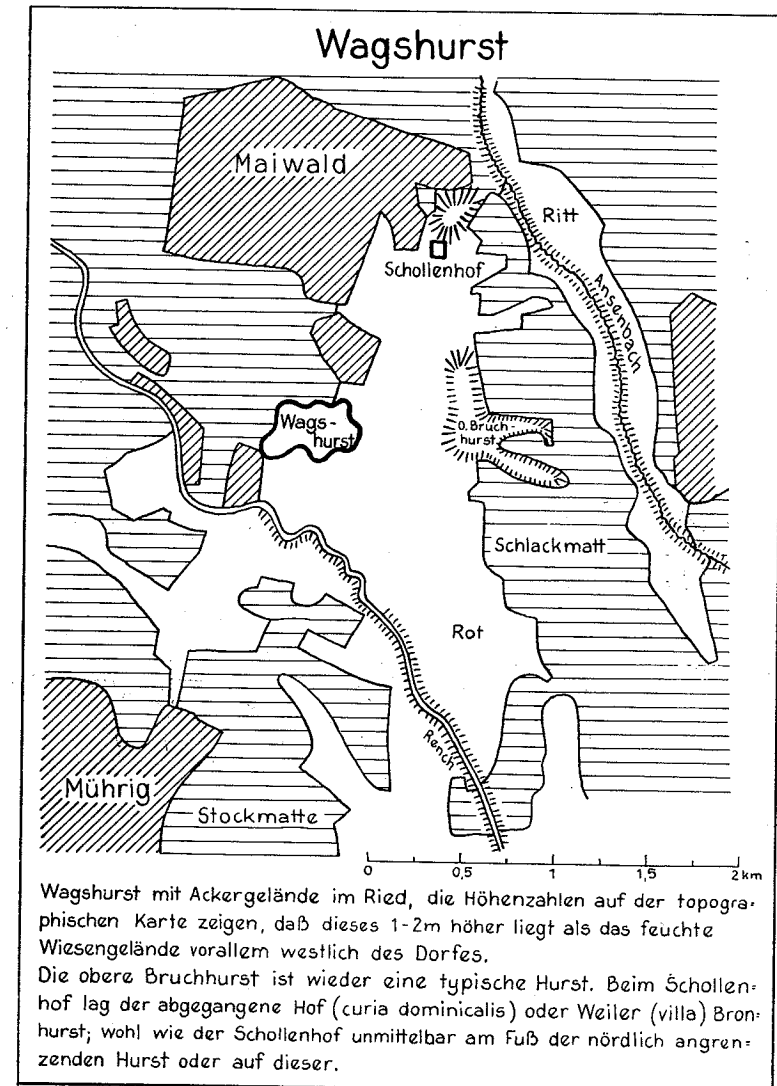 Wagshurst
Maiwald
Ritt
Schollenhof
Ansenbach
Wags-
hurst
O. Bruch-
hurst
Schlackmatt
Rot
Rench
Mührig
Stockmatte
0 0,5 1 1,5 2 km
Wagshurst mit Ackergelände im Ried, die Höhenzahlen auf der topogra=
phischen Karte zeigen, daß dieses 1-2m höher liegt als das feuchte
Wiesengelände vorallem westlich des Dorfes.
Die obere Bruchhurst ist wieder eine typische Hurst. Beim Schollen=
hof lag der abgegangene Hof (curia dominicalis) oder Weiler (villa) Bron=
hurst; wohl wie der Schollenhof unmittelbar am Fuß der nördlich angren=
zenden Hurst oder auf dieser.